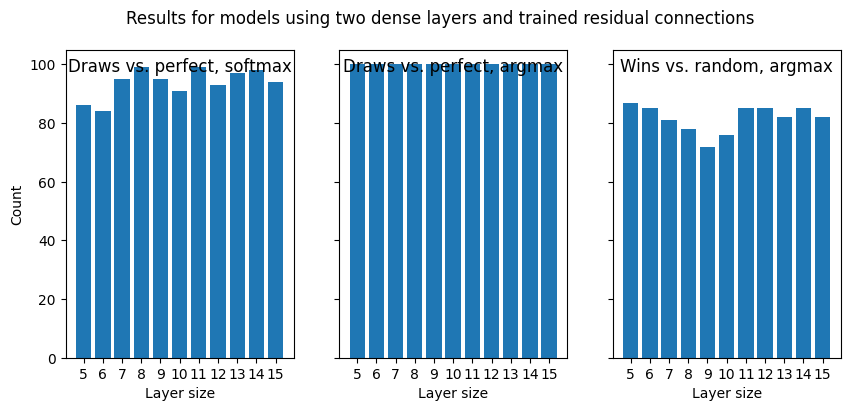 Results for models using two dense layers and trained residual connections
Draws vs. perfect, softmax
Draws vs. perfect, argmax
Wins vs. random, argmax
100
80
60
40
20
0
Count
5 6 7 8 9 10 11 12 13 14 15
5 6 7 8 9 10 11 12 13 14 15
5 6 7 8 9 10 11 12 13 14 15
Layer size
Layer size
Layer size